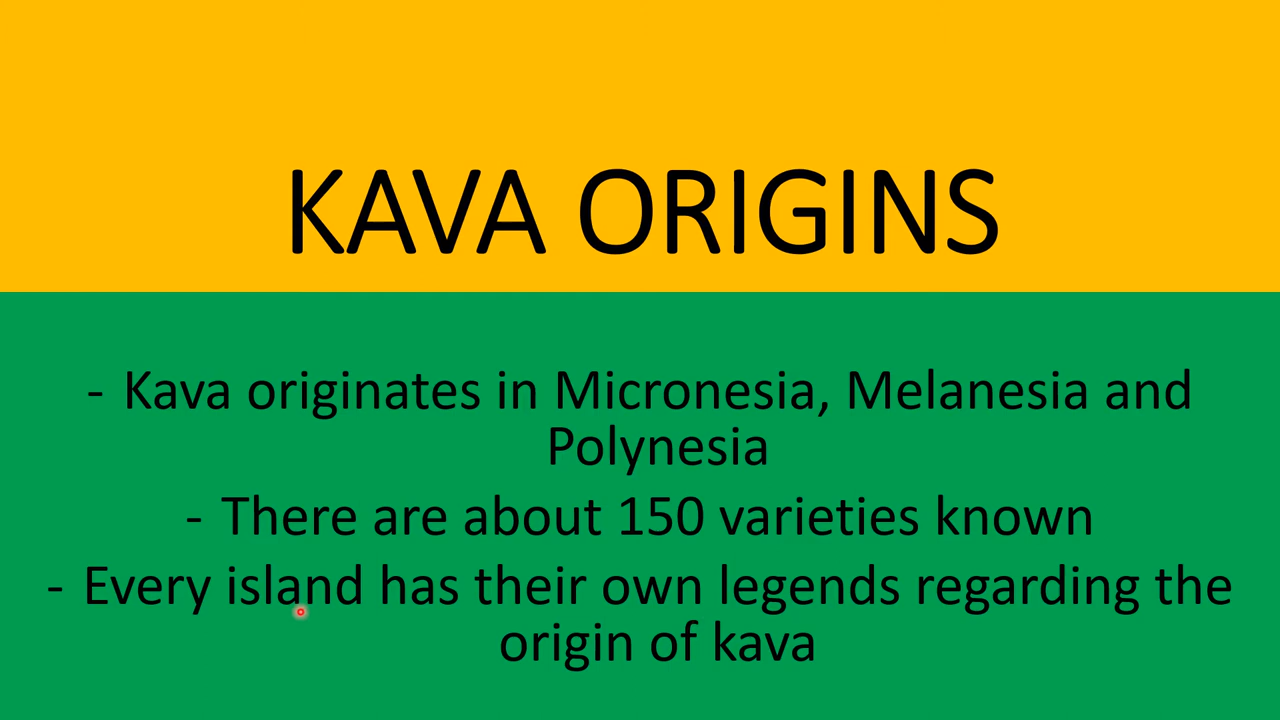 KAVA ORIGINS
- Kava originates in Micronesia, Melanesia and
Polynesia
- There are about 150 varieties known
- Every island has their own legends regarding the
origin of kava